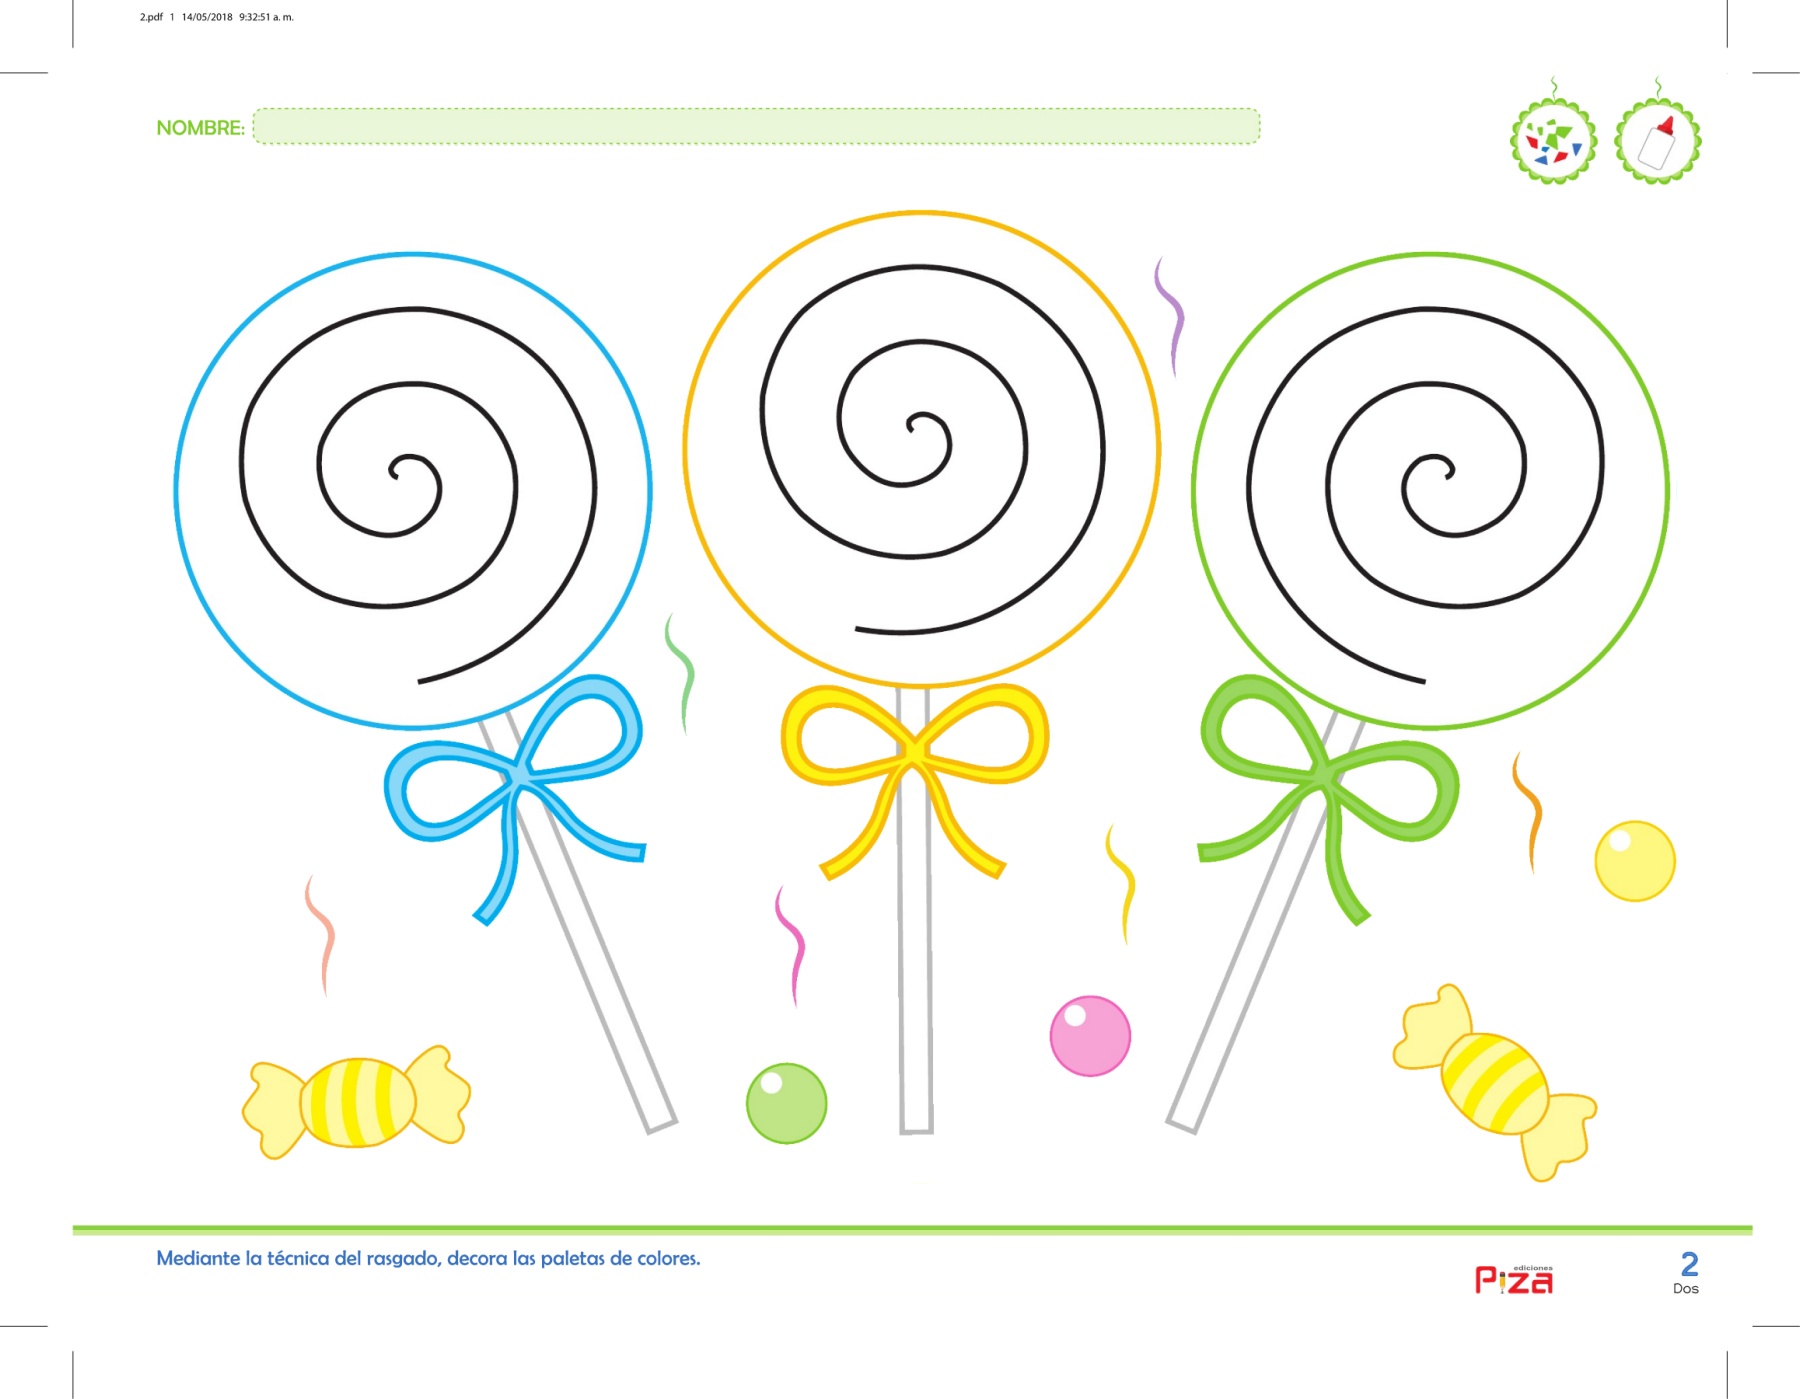 2.pdf 1 14/05/2018 9:32:51 a. m.
NOMBRE:
Mediante la técnica del rasgado, decora las paletas de colores.
ediciones
Piza
2
Dos